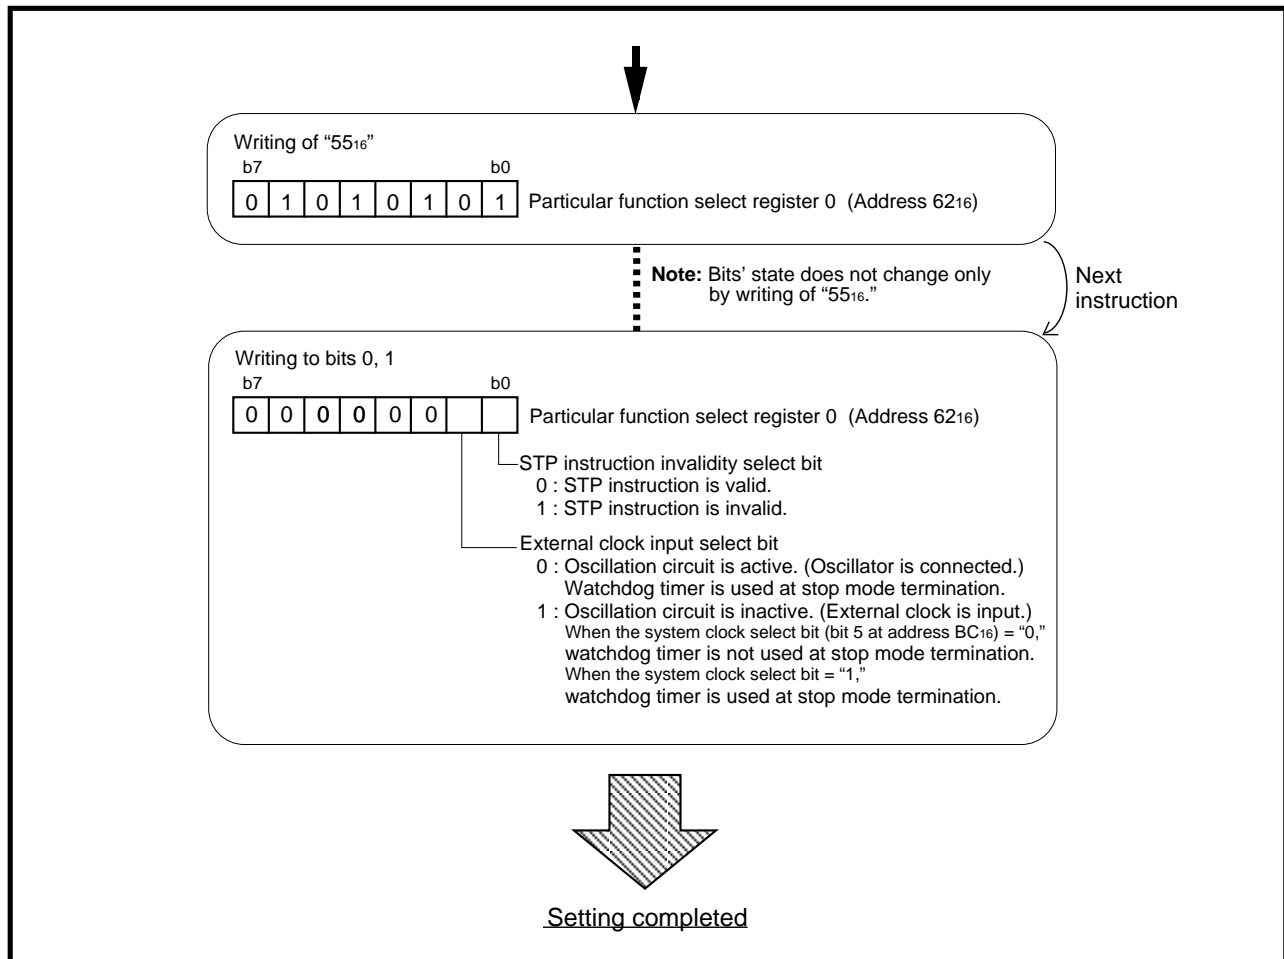 Writing of “55₁₆”
b7 b0
0 1 0 1 0 1 0 1 Particular function select register 0 (Address 62₁₆)
Note: Bits’ state does not change only
by writing of “55₁₆.”
Next
instruction
Writing to bits 0, 1
b7 b0
0 0 0 0 0 0 Particular function select register 0 (Address 62₁₆)
STP instruction invalidity select bit
0 : STP instruction is valid.
1 : STP instruction is invalid.
External clock input select bit
0 : Oscillation circuit is active. (Oscillator is connected.)
Watchdog timer is used at stop mode termination.
1 : Oscillation circuit is inactive. (External clock is input.)
When the system clock select bit (bit 5 at address BC₁₆) = “0,”
watchdog timer is not used at stop mode termination.
When the system clock select bit = “1,”
watchdog timer is used at stop mode termination.
Setting completed